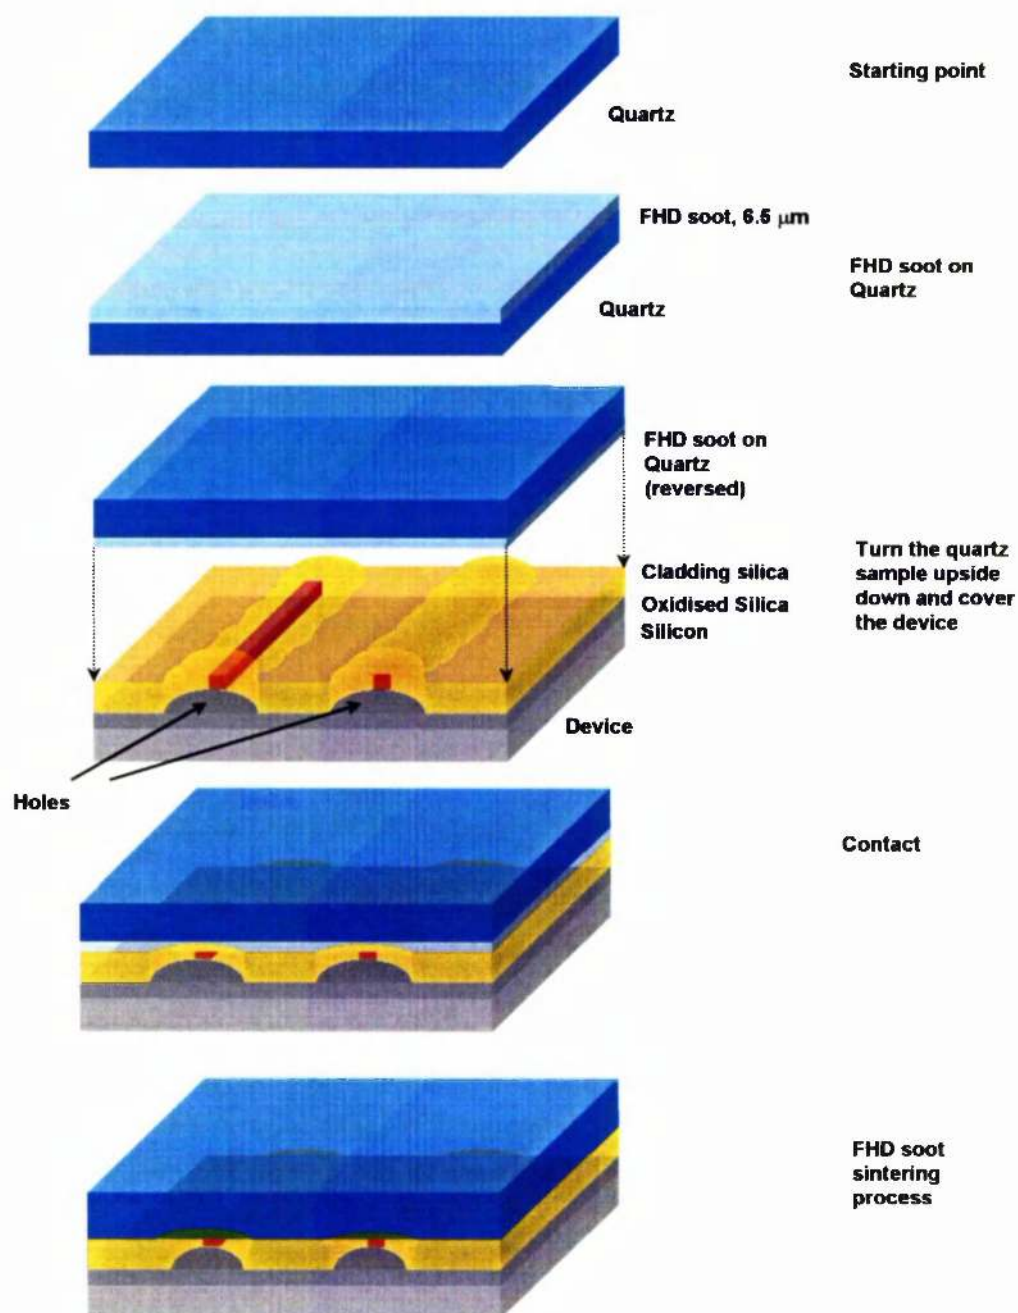 Starting point
Quartz
FHD soot, 6.5 µm
FHD soot on
Quartz
Quartz
FHD soot on
Quartz
(reversed)
Turn the quartz
sample upside
down and cover
the device
Cladding silica
Oxidised Silica
Silicon
Device
Holes
Contact
FHD soot
sintering
process